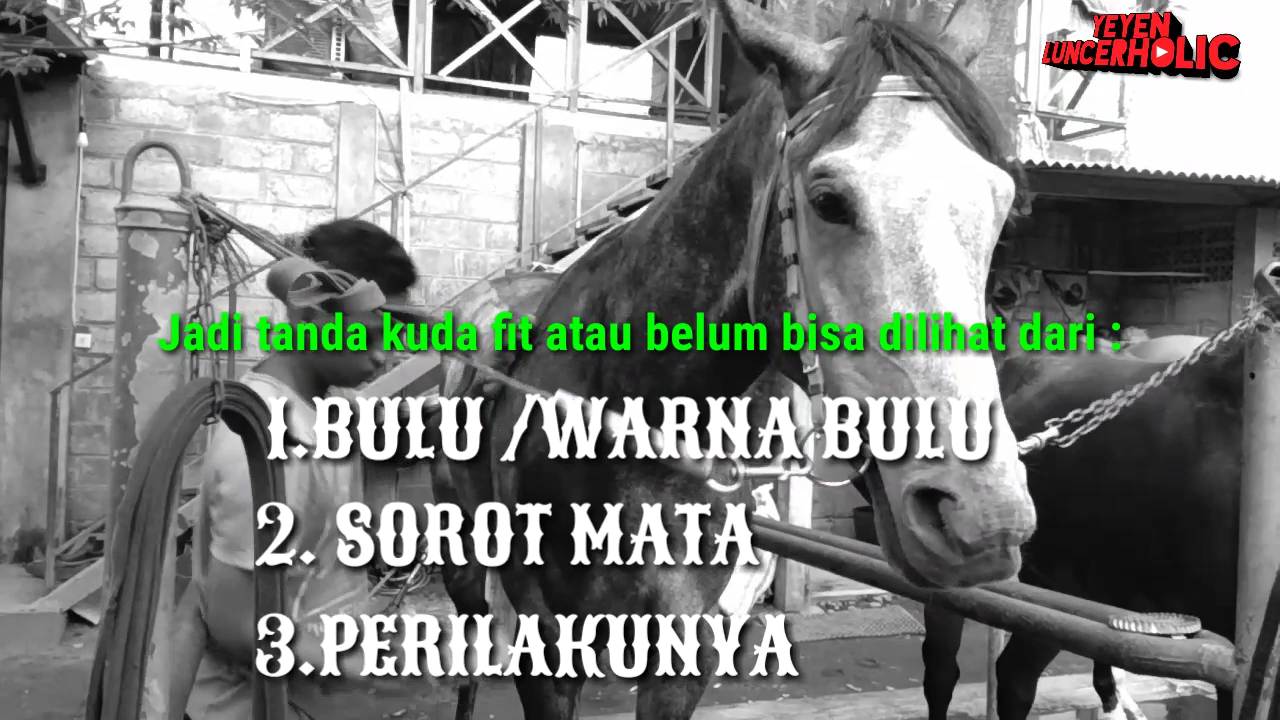 YEYEN
LUNCERHOLIC
Jadi tanda kuda fit atau belum bisa dilihat dari :
1.BULU /WARNA BULU
2. SOROT MATA
3.PERILAKUNYA